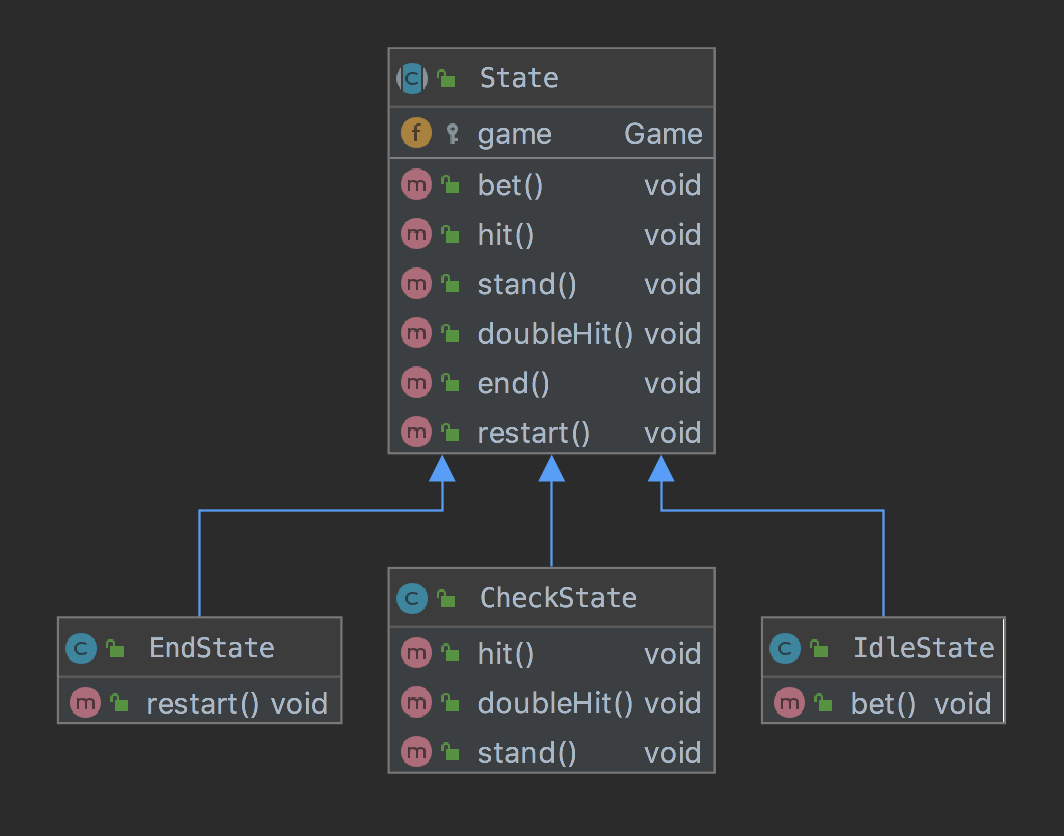 C State
f game Game
m bet() void
m hit() void
m stand() void
m doubleHit() void
m end() void
m restart() void
C EndState
m restart() void
C CheckState
m hit() void
m doubleHit() void
m stand() void
C IdleState
m bet() void